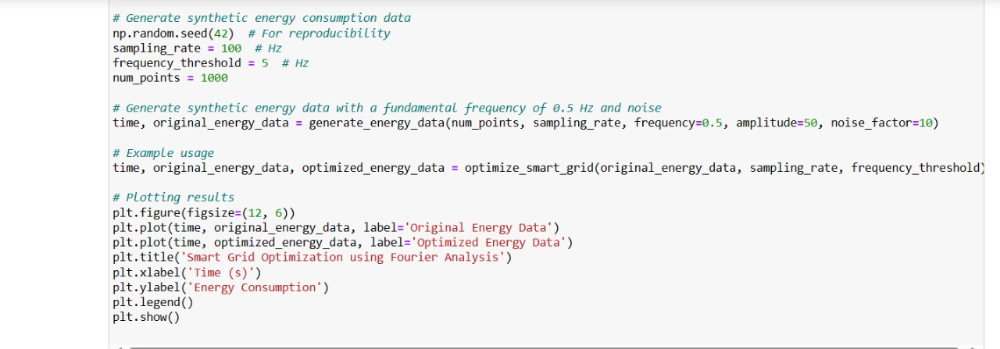 # Generate synthetic energy consumption data
np.random.seed(42)  # For reproducibility
sampling_rate = 100  # Hz
frequency_threshold = 5  # Hz
num_points = 1000
# Generate synthetic energy data with a fundamental frequency of 0.5 Hz and noise
time, original_energy_data = generate_energy_data(num_points, sampling_rate, frequency=0.5, amplitude=50, noise_factor=10)
# Example usage
time, original_energy_data, optimized_energy_data = optimize_smart_grid(original_energy_data, sampling_rate, frequency_threshold)
# Plotting results
plt.figure(figsize=(12, 6))
plt.plot(time, original_energy_data, label='Original Energy Data')
plt.plot(time, optimized_energy_data, label='Optimized Energy Data')
plt.title('Smart Grid Optimization using Fourier Analysis')
plt.xlabel('Time (s)')
plt.ylabel('Energy Consumption')
plt.legend()
plt.show()